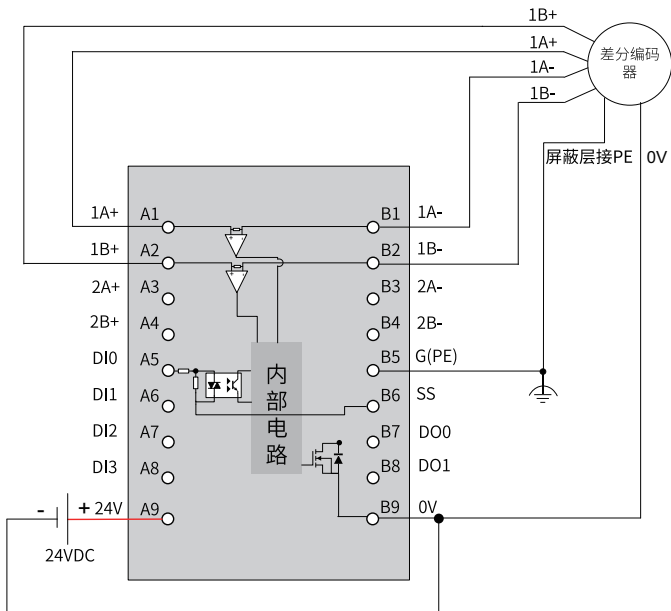 1B+
1A+
1A-
1B-
差分编码
器
屏蔽层接PE
0V
1A+ A1 B1 1A-
1B+ A2 B2 1B-
2A+ A3 B3 2A-
2B+ A4 B4 2B-
DI0 A5 B5 G(PE)
DI1 A6 B6 SS
DI2 A7 B7 DO0
DI3 A8 B8 DO1
- + 24V A9 B9 0V
24VDC
内
部
电
路